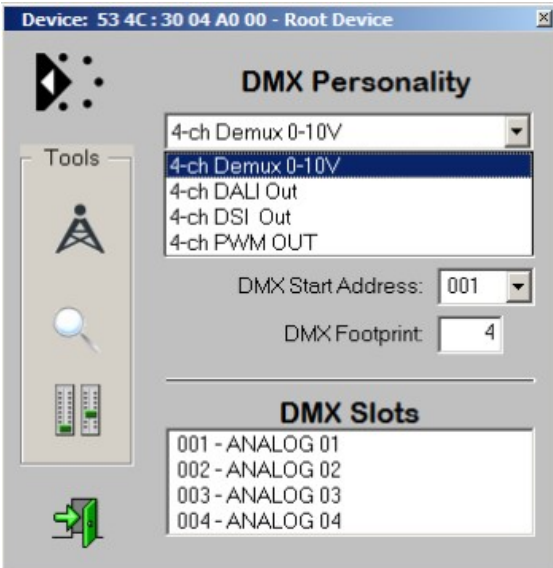 Device: 53 4C : 30 04 A0 00 - Root Device
DMX Personality
4-ch Demux 0-10V
Tools
4-ch Demux 0-10V
4-ch DALI Out
4-ch DSI Out
4-ch PWM OUT
DMX Start Address: 001
DMX Footprint: 4
DMX Slots
001 - ANALOG 01
002 - ANALOG 02
003 - ANALOG 03
004 - ANALOG 04